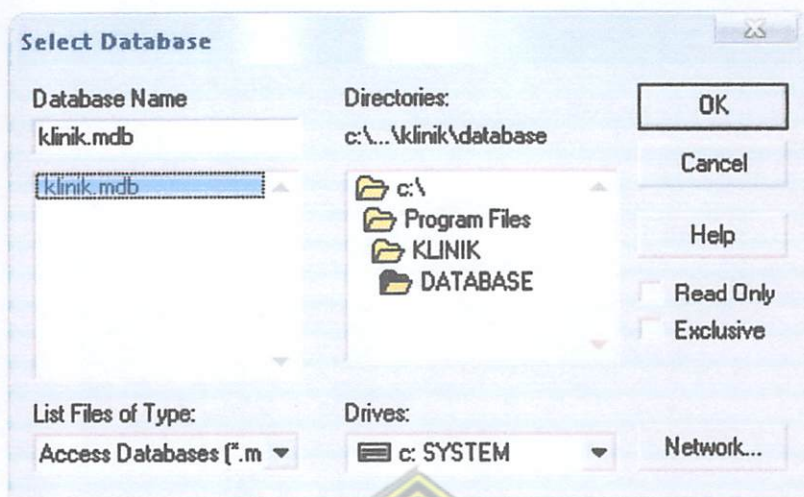 Select Database
Database Name
klinik.mdb
klinik.mdb
Directories:
c:\...\klinik\database
c:\
Program Files
KLINIK
DATABASE
OK
Cancel
Help
Read Only
Exclusive
List Files of Type:
Access Databases (*.m
Drives:
c: SYSTEM
Network...